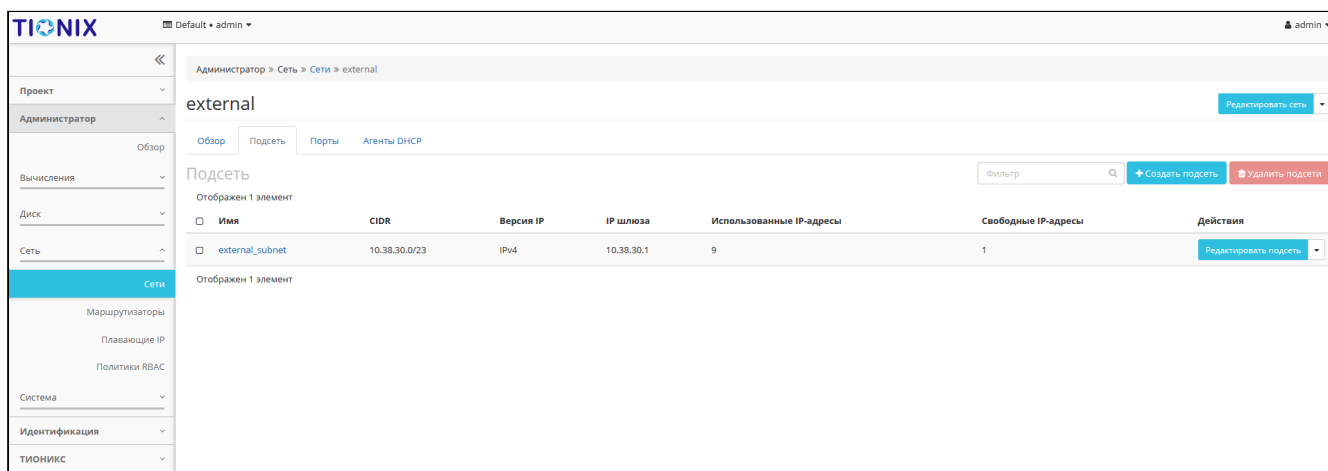 TIONIX
Default • admin
admin
Администратор » Сеть » Сети » external
Проект
external
Редактировать сеть
Администратор
Обзор
Подсеть
Порты
Агенты DHCP
Обзор
Подсеть
Фильтр
Создать подсеть
Удалить подсети
Вычисления
Отображен 1 элемент
Диск
Имя CIDR Версия IP IP шлюза Использованные IP-адреса Свободные IP-адреса Действия
Сеть
external_subnet 10.38.30.0/23 IPv4 10.38.30.1 9 1 Редактировать подсеть
Отображен 1 элемент
Сети
Маршрутизаторы
Плавающие IP
Политики RBAC
Система
Идентификация
ТИОНИКС